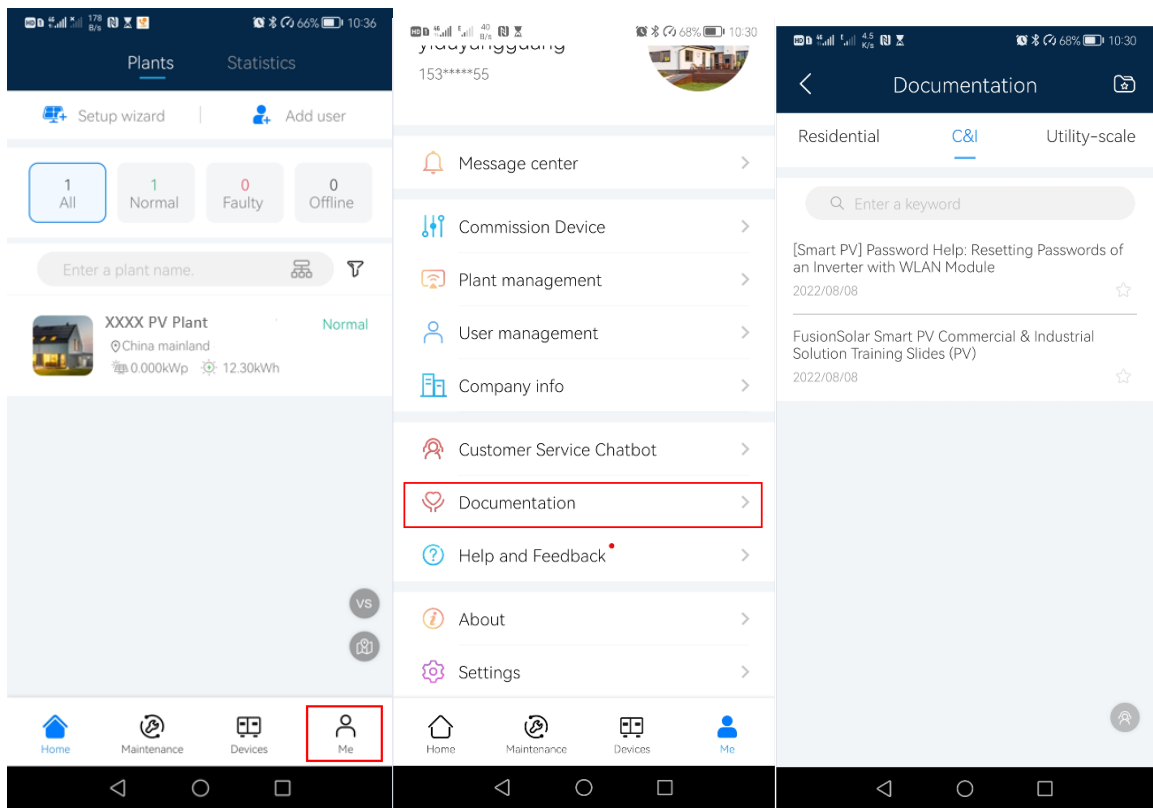 178
B/s
66%
10:36
Plants
Statistics
Setup wizard
Add user
1
All
1
Normal
0
Faulty
0
Offline
Enter a plant name.
XXXX PV Plant
Normal
China mainland
0.000kWp
12.30kWh
VS
Home
Maintenance
Devices
Me
40
B/s
68%
10:30
yidayangguang
153*****55
Message center
Commission Device
Plant management
User management
Company info
Customer Service Chatbot
Documentation
Help and Feedback
About
Settings
Home
Maintenance
Devices
Me
4.5
K/s
68%
10:30
Documentation
Residential
C&I
Utility-scale
Enter a keyword
[Smart PV] Password Help: Resetting Passwords of
an Inverter with WLAN Module
2022/08/08
FusionSolar Smart PV Commercial & Industrial
Solution Training Slides (PV)
2022/08/08